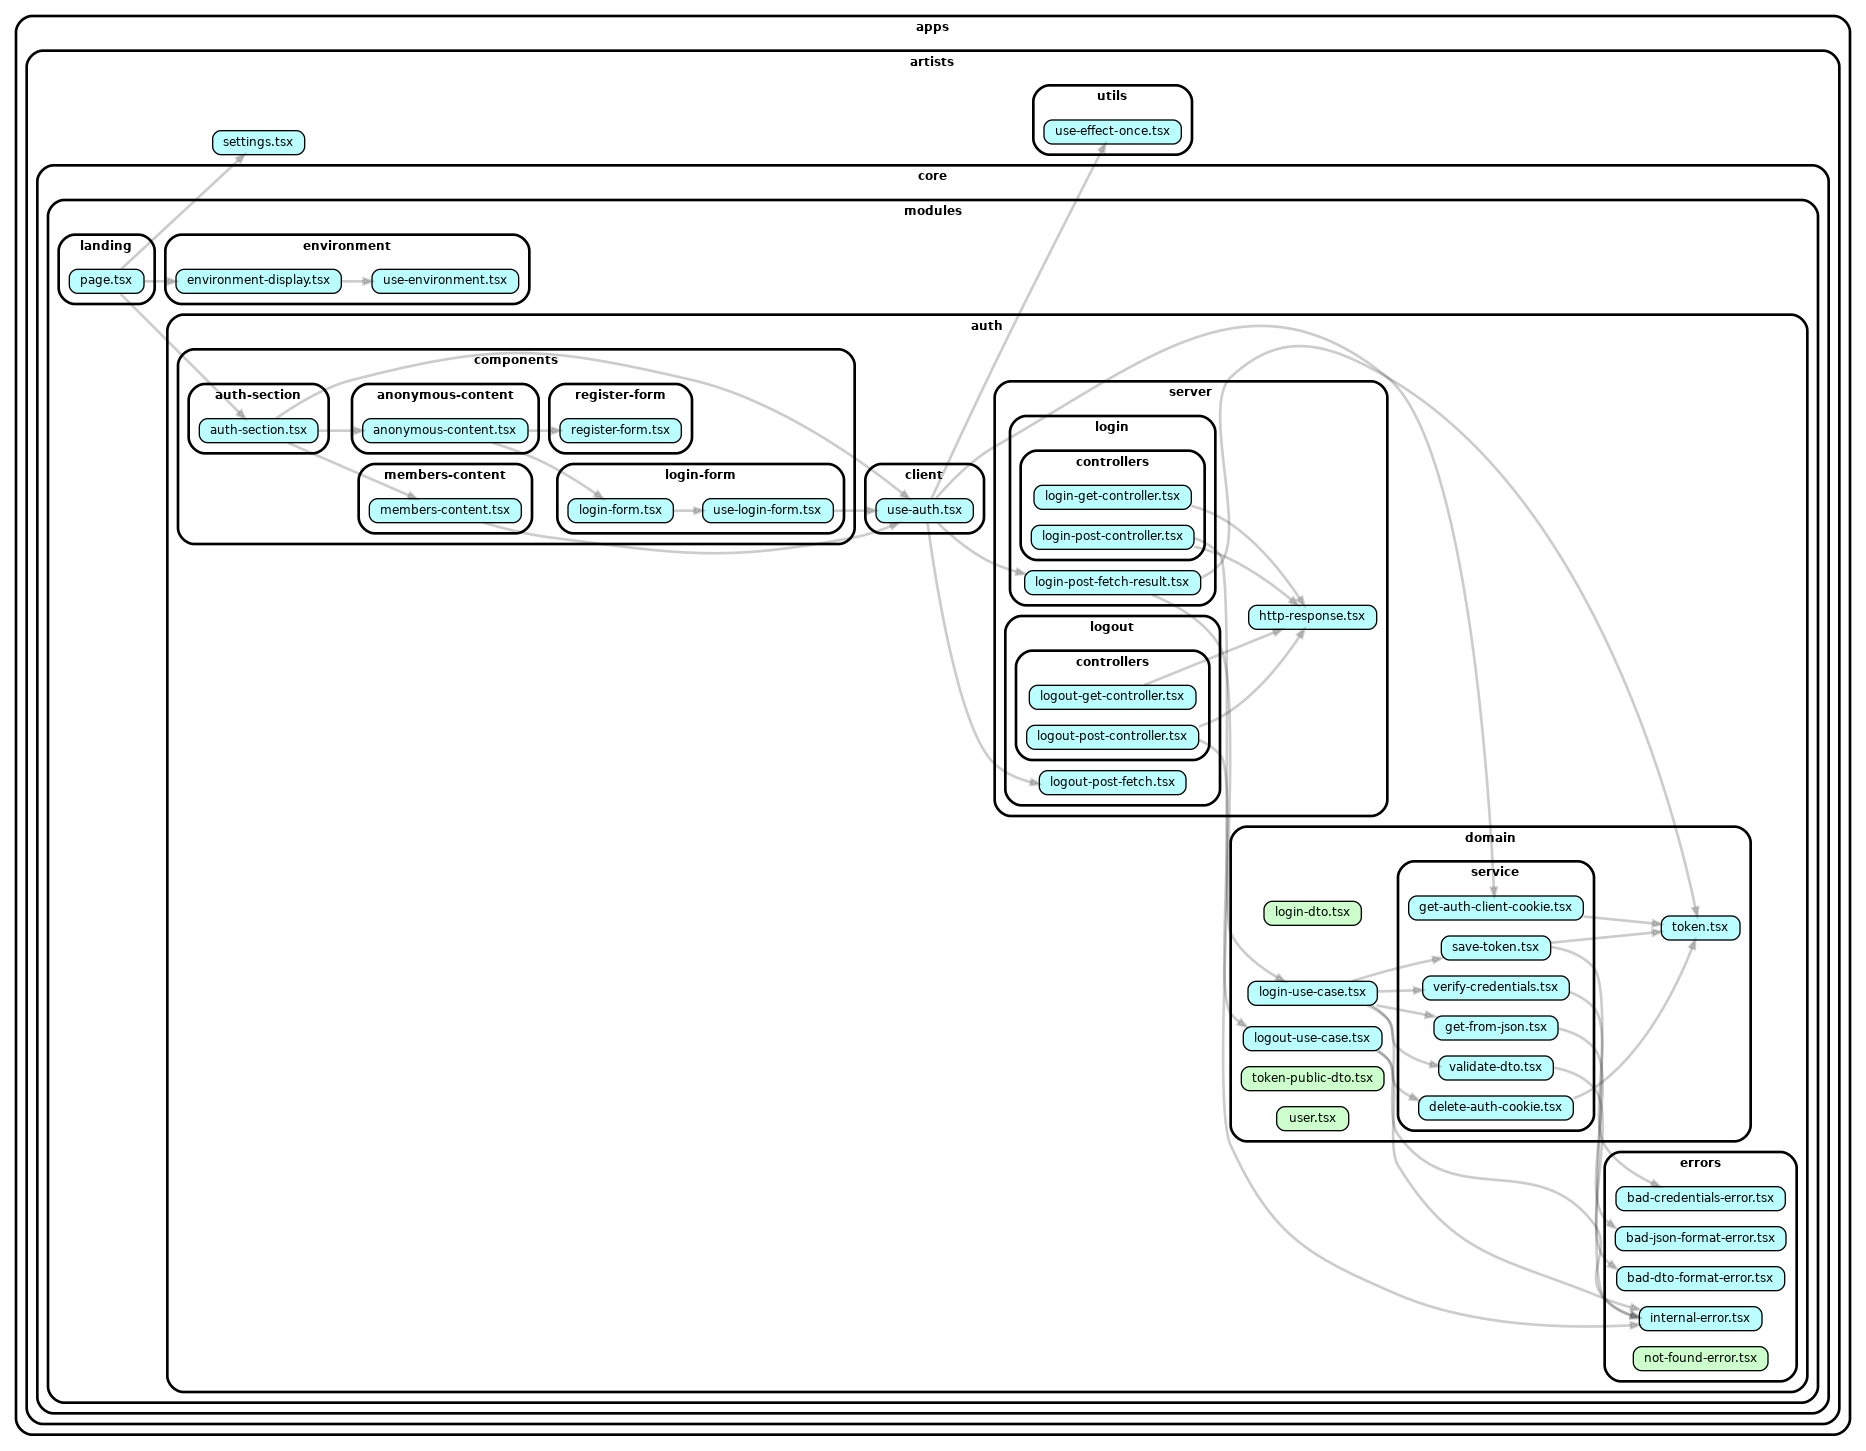 apps
artists
utils
use-effect-once.tsx
settings.tsx
core
modules
landing
page.tsx
environment
environment-display.tsx
use-environment.tsx
auth
components
auth-section
auth-section.tsx
anonymous-content
anonymous-content.tsx
register-form
register-form.tsx
members-content
members-content.tsx
login-form
login-form.tsx
use-login-form.tsx
client
use-auth.tsx
server
login
controllers
login-get-controller.tsx
login-post-controller.tsx
login-post-fetch-result.tsx
http-response.tsx
logout
controllers
logout-get-controller.tsx
logout-post-controller.tsx
logout-post-fetch.tsx
domain
service
login-dto.tsx
get-auth-client-cookie.tsx
token.tsx
save-token.tsx
login-use-case.tsx
verify-credentials.tsx
logout-use-case.tsx
get-from-json.tsx
token-public-dto.tsx
validate-dto.tsx
user.tsx
delete-auth-cookie.tsx
errors
bad-credentials-error.tsx
bad-json-format-error.tsx
bad-dto-format-error.tsx
internal-error.tsx
not-found-error.tsx